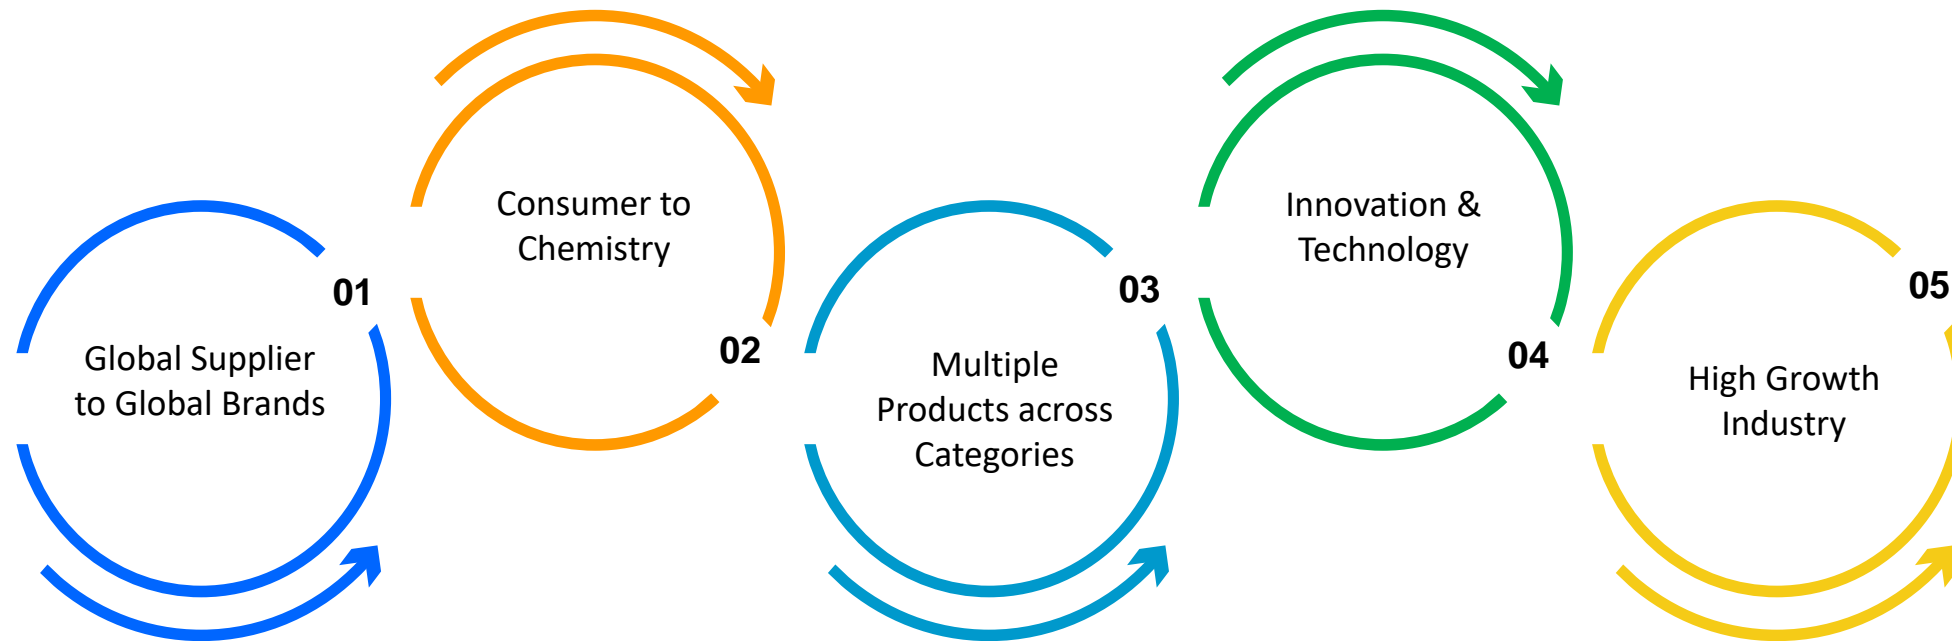 01
Global Supplier
to Global Brands
02
Consumer to
Chemistry
03
Multiple
Products across
Categories
04
Innovation &
Technology
05
High Growth
Industry